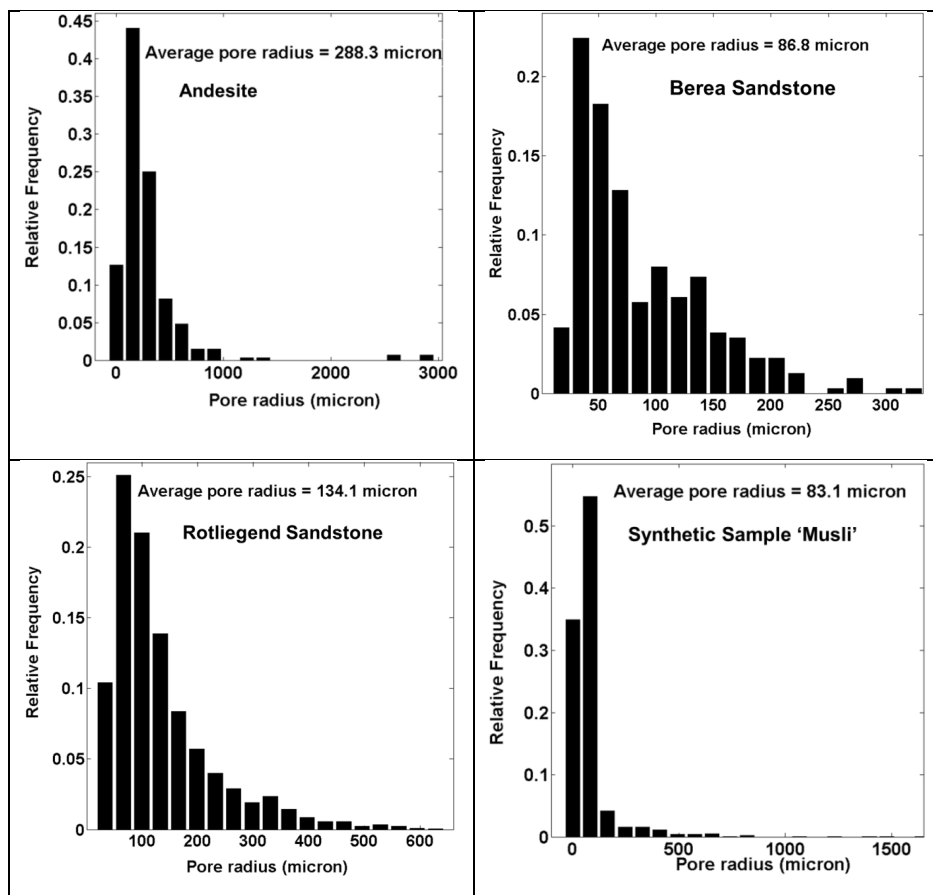 Average pore radius = 288.3 micron
Andesite
Relative Frequency
0.45
0.4
0.35
0.3
0.25
0.2
0.15
0.1
0.05
0
0 1000 2000 3000
Pore radius (micron)
Average pore radius = 86.8 micron
Berea Sandstone
Relative Frequency
0.2
0.15
0.1
0.05
0
50 100 150 200 250 300
Pore radius (micron)
Average pore radius = 134.1 micron
Rotliegend Sandstone
Relative Frequency
0.25
0.2
0.15
0.1
0.05
0
100 200 300 400 500 600
Pore radius (micron)
Average pore radius = 83.1 micron
Synthetic Sample ‘Musli’
Relative Frequency
0.5
0.4
0.3
0.2
0.1
0
0 500 1000 1500
Pore radius (micron)